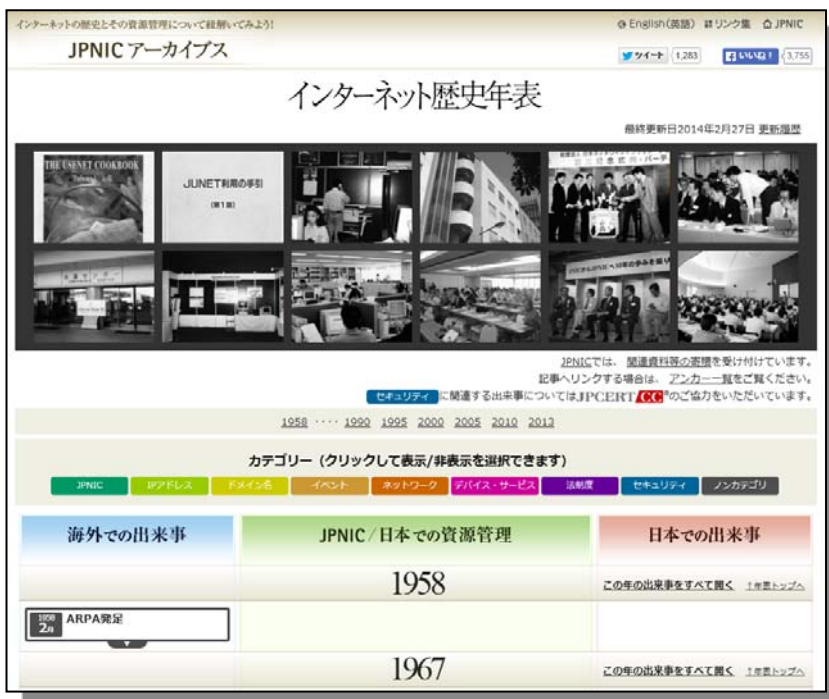 インターネットの歴史とその資源管理について紐解いてみよう!
English(英語) リンク集 JPNIC
JPNIC アーカイブス
ツイート 1,283 いいね! 3,755
インターネット歴史年表
最終更新日2014年2月27日 更新履歴
THE USENET COOKBOOK
JUNET利用の手引
(第1版)
JPNICでは、 関連資料等の寄贈を受け付けています。
記事へリンクする場合は、 アンカー一覧をご覧ください。
セキュリティ に関連する出来事についてはJPCERT CC®のご協力をいただいています。
1958 ···· 1990 1995 2000 2005 2010 2013
カテゴリー (クリックして表示/非表示を選択できます)
JPNIC IPアドレス ドメイン名 イベント ネットワーク デバイス・サービス 法制度 セキュリティ ノンカテゴリ
海外での出来事 JPNIC/日本での資源管理 日本での出来事
1958 この年の出来事をすべて開く ↑年表トップへ
1958
2月 ARPA発足
1967 この年の出来事をすべて開く ↑年表トップへ